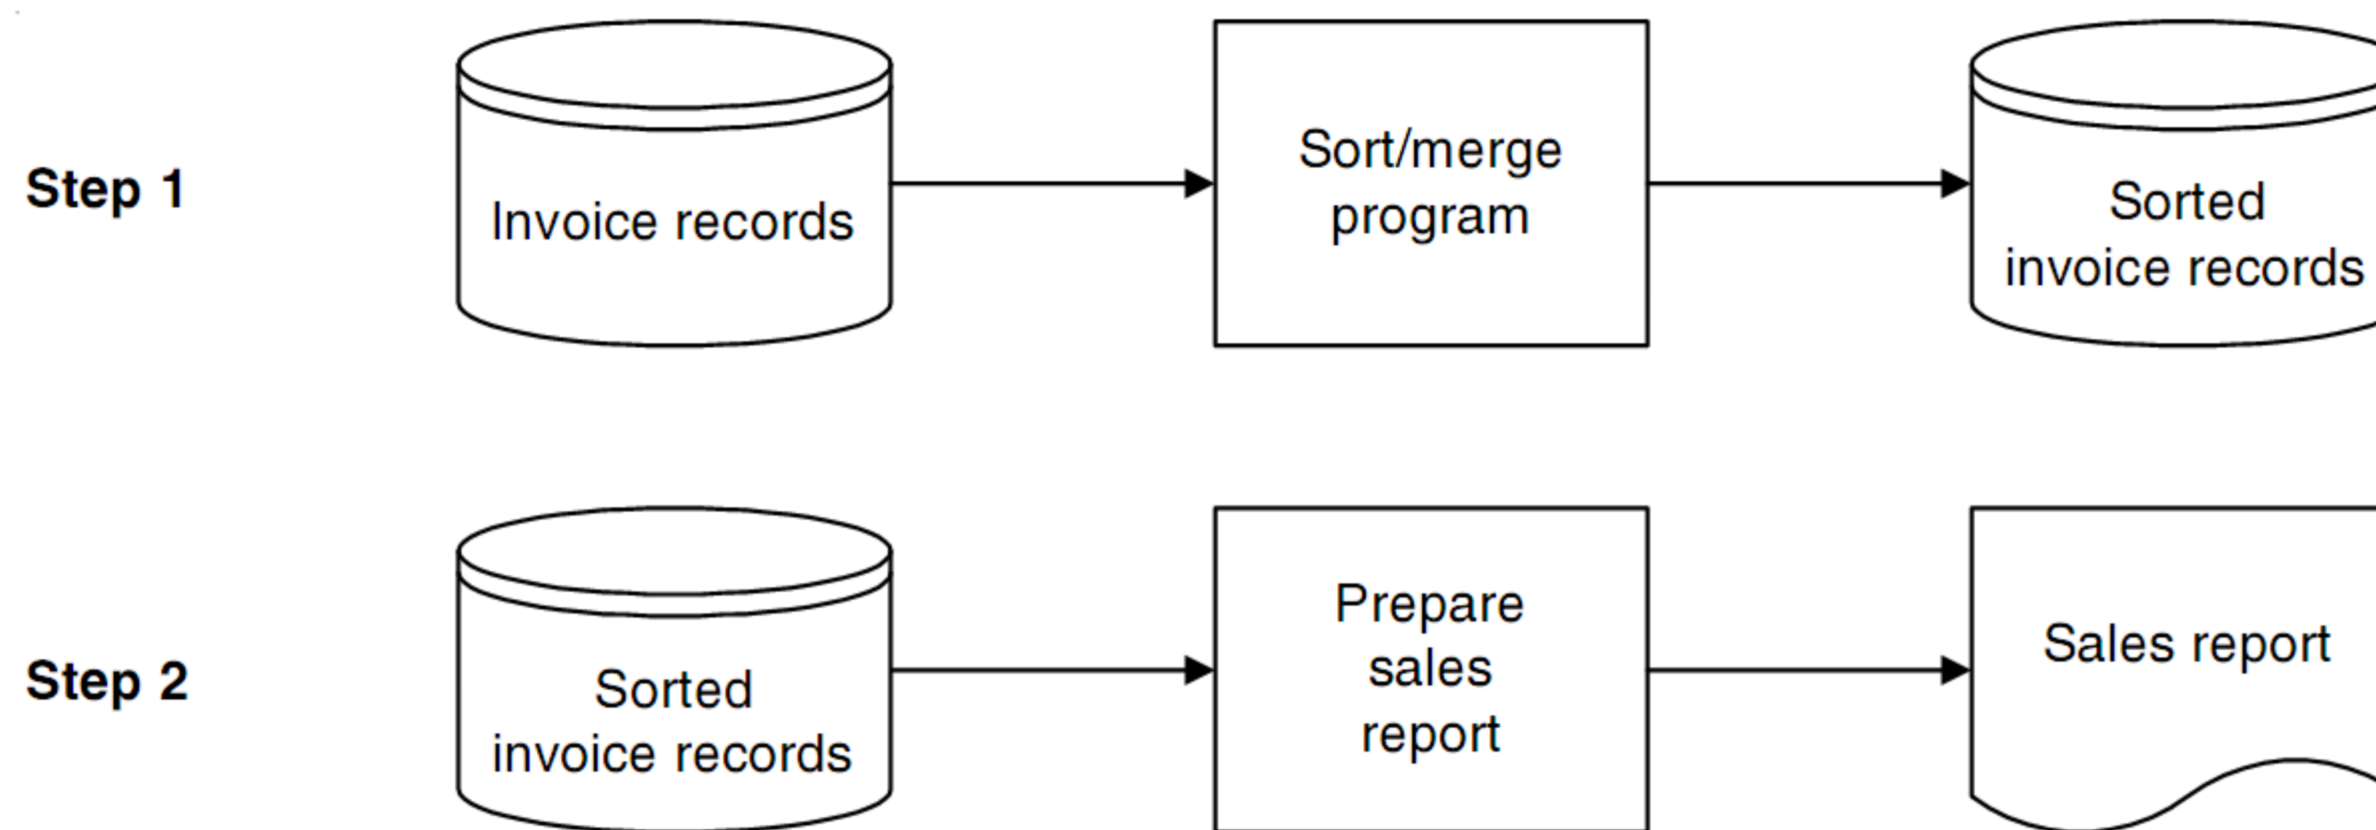 Step 1
Invoice records
Sort/merge
program
Sorted
invoice records
Step 2
Sorted
invoice records
Prepare
sales
report
Sales report